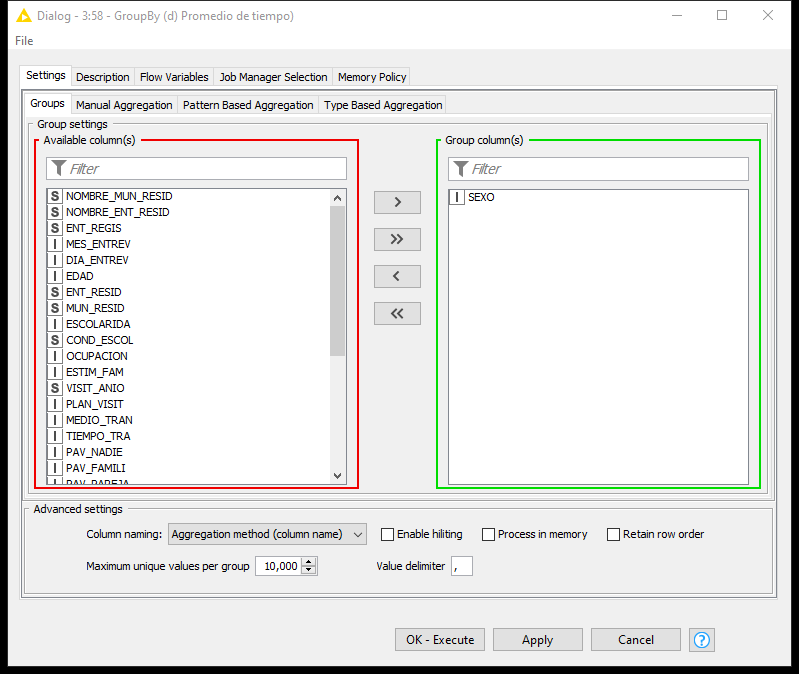 Dialog - 3:58 - GroupBy (d) Promedio de tiempo)
File
Settings Description Flow Variables Job Manager Selection Memory Policy
Groups Manual Aggregation Pattern Based Aggregation Type Based Aggregation
Group settings
Available column(s)
Filter
S NOMBRE_MUN_RESID
S NOMBRE_ENT_RESID
S ENT_REGIS
I MES_ENTREV
I DIA_ENTREV
I EDAD
S ENT_RESID
S MUN_RESID
I ESCOLARIDA
S COND_ESCOL
I OCUPACION
I ESTIM_FAM
S VISIT_ANIO
I PLAN_VISIT
I MEDIO_TRAN
I TIEMPO_TRA
I PAV_NADIE
I PAV_FAMILI
I PAV_PAREJA
>
>>
<
<<
Group column(s)
Filter
I SEXO
Advanced settings
Column naming: Aggregation method (column name) Enable hiliting Process in memory Retain row order
Maximum unique values per group 10,000 Value delimiter ,
OK - Execute Apply Cancel ?